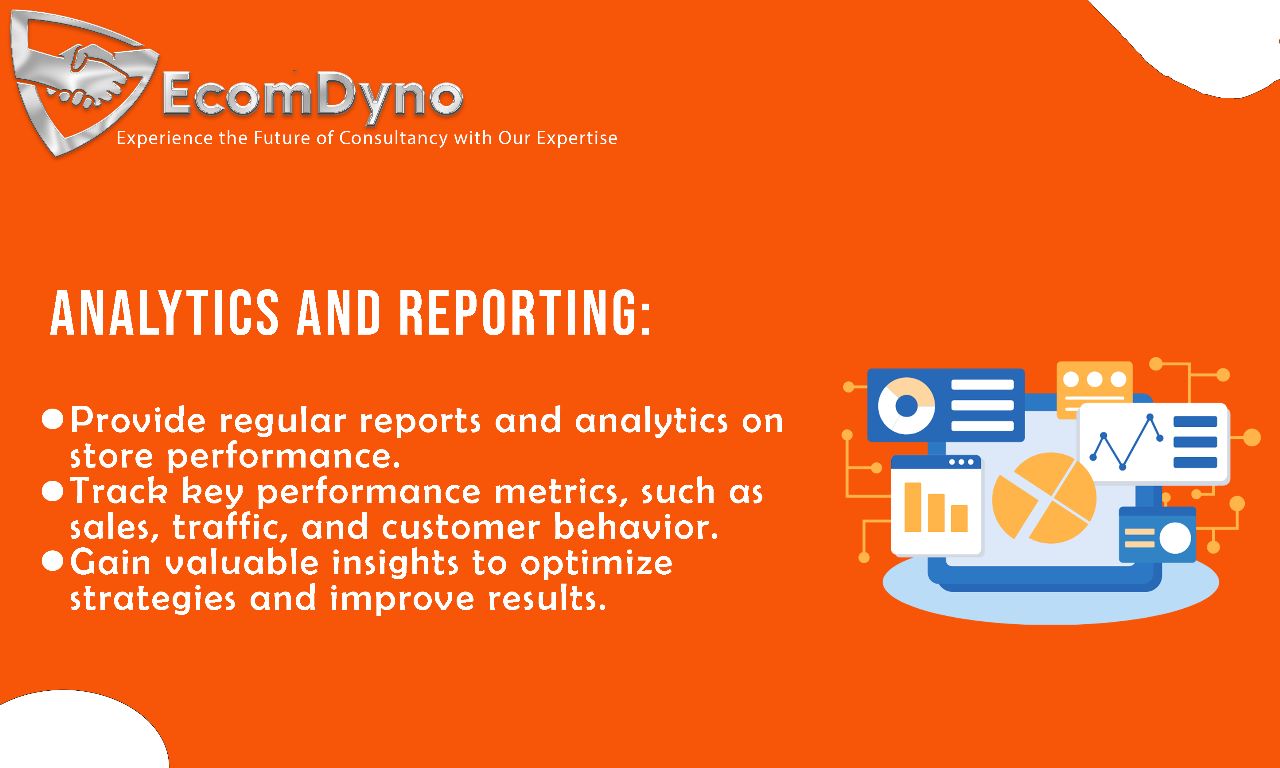 EcomDyno
Experience the Future of Consultancy with Our Expertise
ANALYTICS AND REPORTING:
●Provide regular reports and analytics on
store performance.
●Track key performance metrics, such as
sales, traffic, and customer behavior.
●Gain valuable insights to optimize
strategies and improve results.